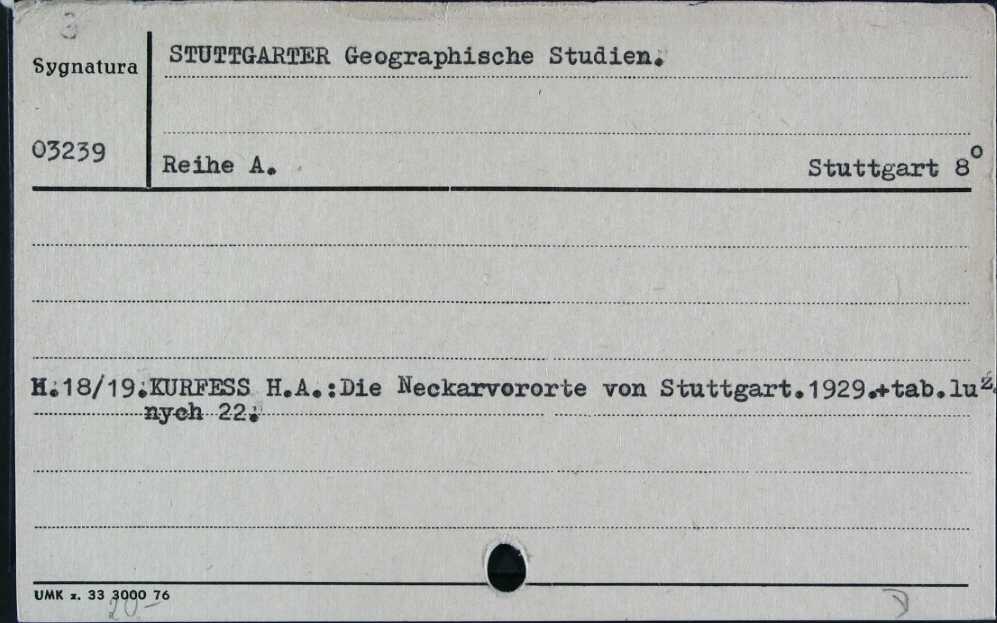 3
Sygnatura
STUTTGARTER Geographische Studien.
03239
Reihe A. Stuttgart 8°
H.18/19.KURFESS H.A.:Die Neckarvororte von Stuttgart.1929.+tab.luź.
nych 22.
UMK z. 33 3000 76
20-